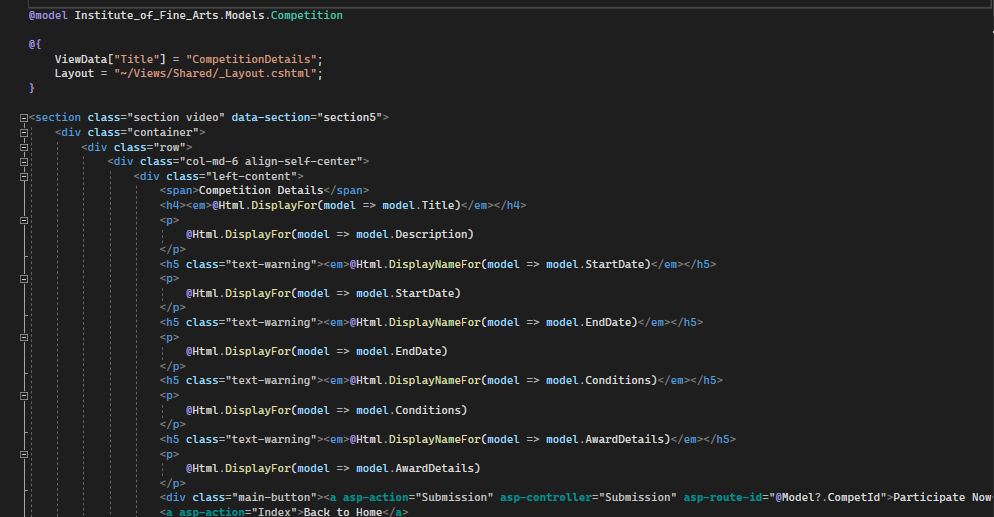 @model Institute_of_Fine_Arts.Models.Competition
@{
ViewData["Title"] = "CompetitionDetails";
Layout = "~/Views/Shared/_Layout.cshtml";
}
<section class="section video" data-section="section5">
<div class="container">
<div class="row">
<div class="col-md-6 align-self-center">
<div class="left-content">
<span>Competition Details</span>
<h4><em>@Html.DisplayFor(model => model.Title)</em></h4>
<p>
@Html.DisplayFor(model => model.Description)
</p>
<h5 class="text-warning"><em>@Html.DisplayNameFor(model => model.StartDate)</em></h5>
<p>
@Html.DisplayFor(model => model.StartDate)
</p>
<h5 class="text-warning"><em>@Html.DisplayNameFor(model => model.EndDate)</em></h5>
<p>
@Html.DisplayFor(model => model.EndDate)
</p>
<h5 class="text-warning"><em>@Html.DisplayNameFor(model => model.Conditions)</em></h5>
<p>
@Html.DisplayFor(model => model.Conditions)
</p>
<h5 class="text-warning"><em>@Html.DisplayNameFor(model => model.AwardDetails)</em></h5>
<p>
@Html.DisplayFor(model => model.AwardDetails)
</p>
<div class="main-button"><a asp-action="Submission" asp-controller="Submission" asp-route-id="@Model?.CompetId">Participate Now
<a asp-action="Index">Back to Home</a>